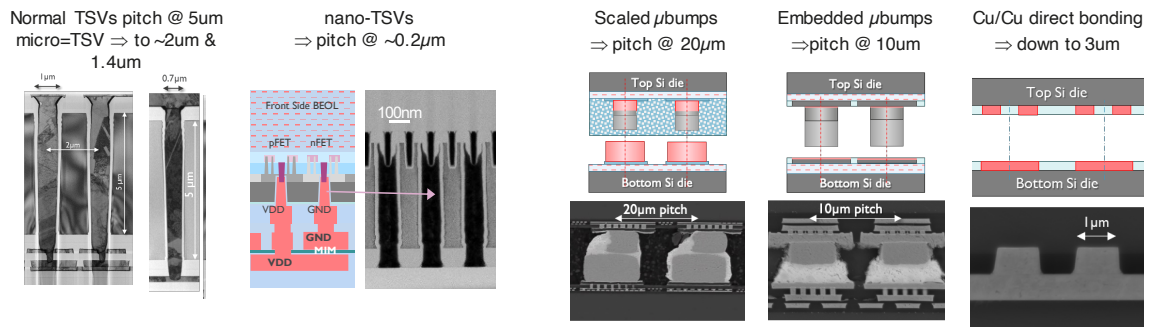 Normal TSVs pitch @ 5um
micro=TSV ⇒ to ~2um &
1.4um
1μm
0.7μm
2μm
5 μm
5 μm
nano-TSVs
⇒ pitch @ ~0.2μm
Front Side BEOL
pFET
nFET
VDD
GND
GND
MIM
VDD
100nm
Scaled μbumps
⇒ pitch @ 20μm
Top Si die
Bottom Si die
20μm pitch
Embedded μbumps
⇒pitch @ 10um
Top Si die
Bottom Si die
10μm pitch
Cu/Cu direct bonding
⇒ down to 3um
Top Si die
Bottom Si die
1μm